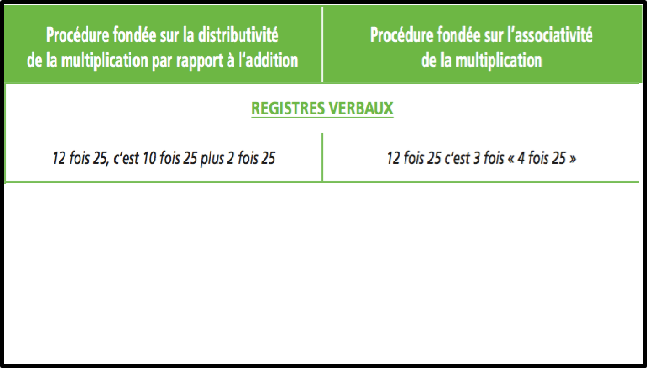 Procédure fondée sur la distributivité
de la multiplication par rapport à l'addition
Procédure fondée sur l'associativité
de la multiplication
REGISTRES VERBAUX
12 fois 25, c'est 10 fois 25 plus 2 fois 25
12 fois 25 c'est 3 fois « 4 fois 25 »